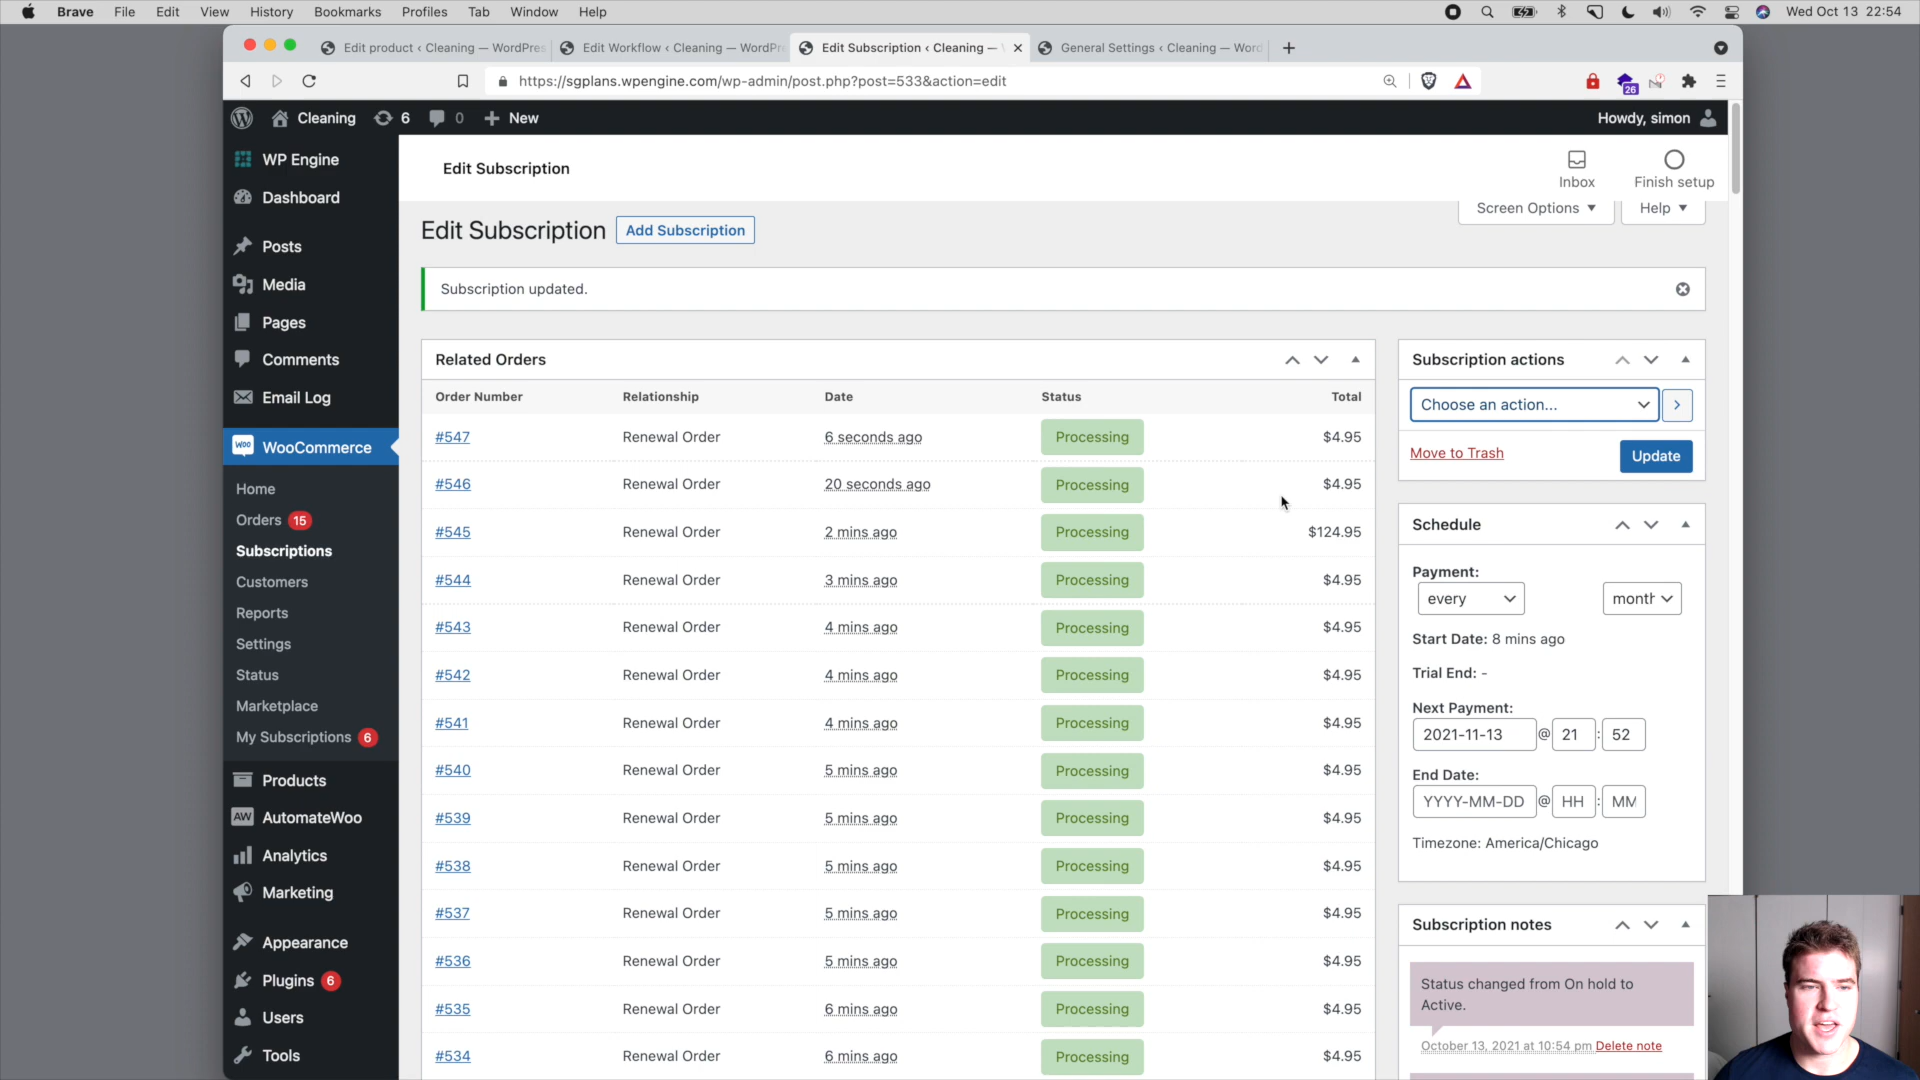 Brave File Edit View History Bookmarks Profiles Tab Window Help Wed Oct 13 22:54
Edit product ‹ Cleaning — WordPres Edit Workflow ‹ Cleaning — WordPr Edit Subscription ‹ Cleaning — General Settings ‹ Cleaning — Word
https://sgplans.wpengine.com/wp-admin/post.php?post=533&action=edit 26
Cleaning 6 0 New Howdy, simon
WP Engine
Dashboard
Posts
Media
Pages
Comments
Email Log
WooCommerce
Home
Orders 15
Subscriptions
Customers
Reports
Settings
Status
Marketplace
My Subscriptions 6
Products
AW AutomateWoo
Analytics
Marketing
Appearance
Plugins 6
Users
Tools
Edit Subscription
Inbox Finish setup
Screen Options Help
Edit Subscription Add Subscription
Subscription updated.
Related Orders
Order Number Relationship Date Status Total
#547 Renewal Order 6 seconds ago Processing $4.95
#546 Renewal Order 20 seconds ago Processing $4.95
#545 Renewal Order 2 mins ago Processing $124.95
#544 Renewal Order 3 mins ago Processing $4.95
#543 Renewal Order 4 mins ago Processing $4.95
#542 Renewal Order 4 mins ago Processing $4.95
#541 Renewal Order 4 mins ago Processing $4.95
#540 Renewal Order 5 mins ago Processing $4.95
#539 Renewal Order 5 mins ago Processing $4.95
#538 Renewal Order 5 mins ago Processing $4.95
#537 Renewal Order 5 mins ago Processing $4.95
#536 Renewal Order 5 mins ago Processing $4.95
#535 Renewal Order 6 mins ago Processing $4.95
#534 Renewal Order 6 mins ago Processing $4.95
Subscription actions
Choose an action...
Move to Trash Update
Schedule
Payment:
every month
Start Date: 8 mins ago
Trial End: -
Next Payment:
2021-11-13 @ 21 : 52
End Date:
YYYY-MM-DD @ HH : MM
Timezone: America/Chicago
Subscription notes
Status changed from On hold to
Active.
October 13, 2021 at 10:54 pm Delete note